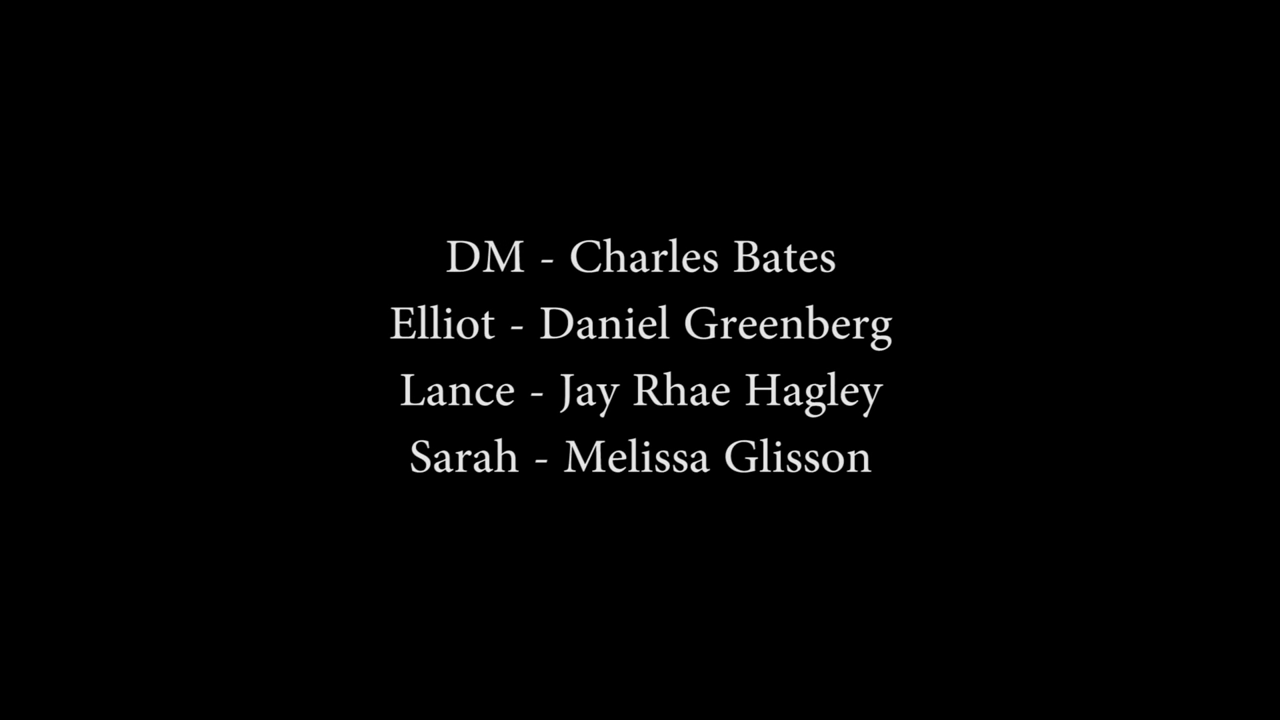 DM - Charles Bates
Elliot - Daniel Greenberg
Lance - Jay Rhae Hagley
Sarah - Melissa Glisson